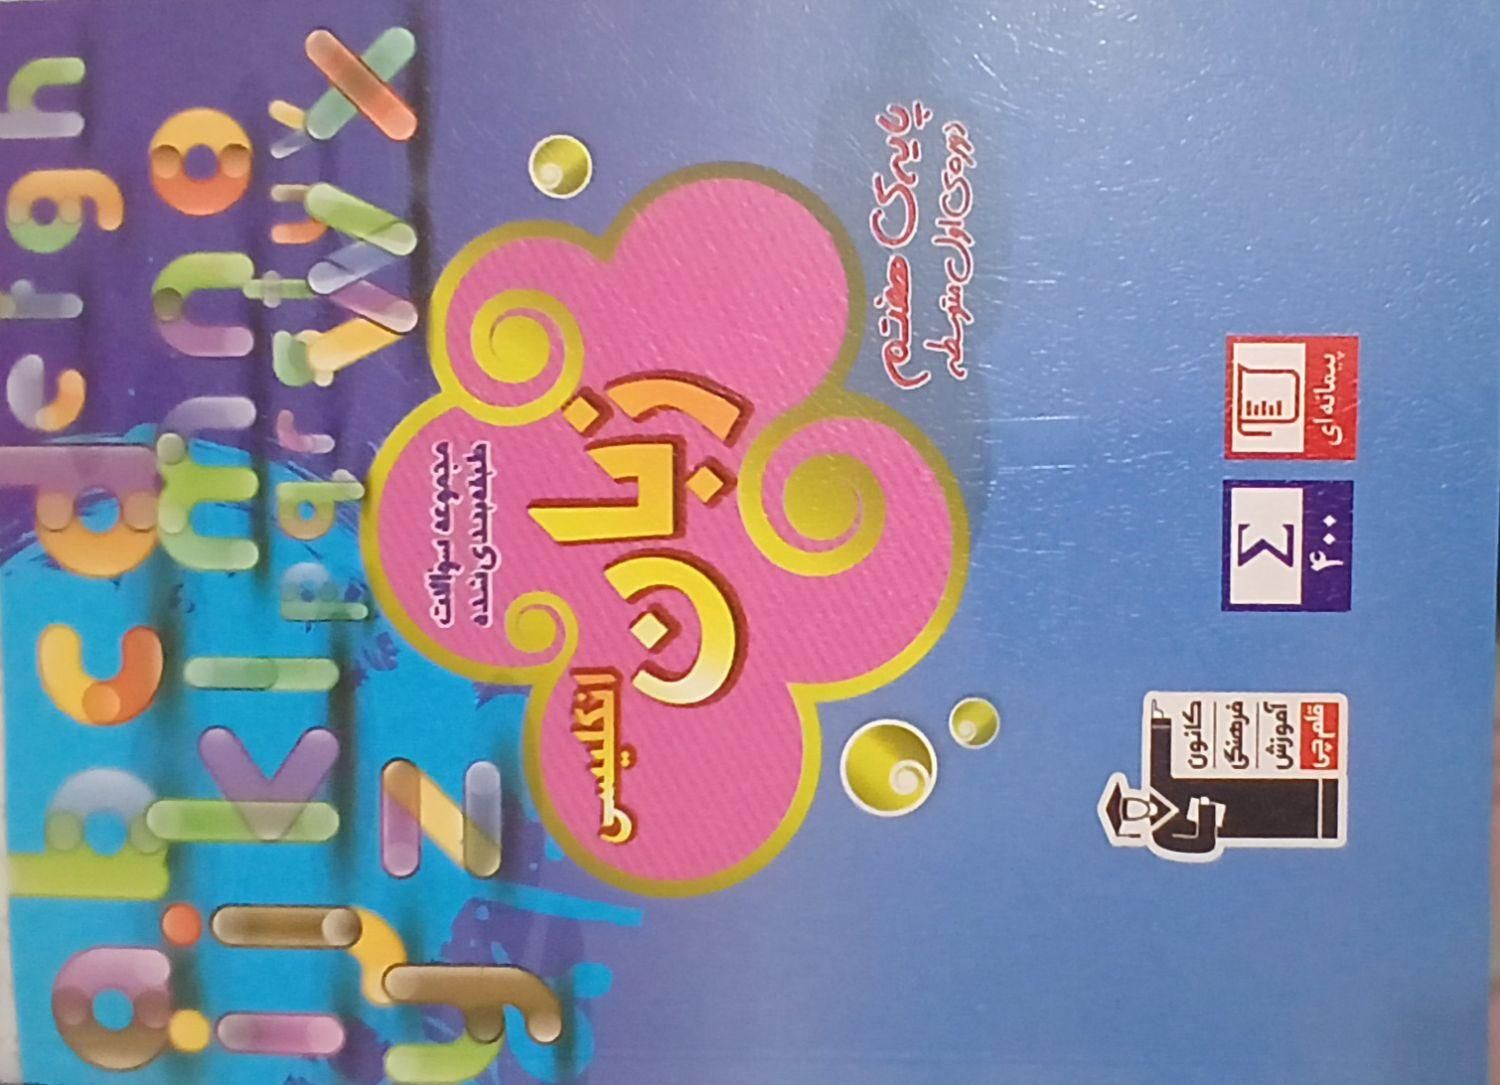 a b c d e f g h
i j k l m n o
p q r s t u v
w x y z
مجموعه سوالات
طبقه‌بندی شده
زبان
انگلیسی
پایه‌ی هفتم
دوره‌ی اول متوسطه
پیمانه‌ای
۴۰۰
Σ
کانون
فرهنگی
آموزش
قلم‌چی